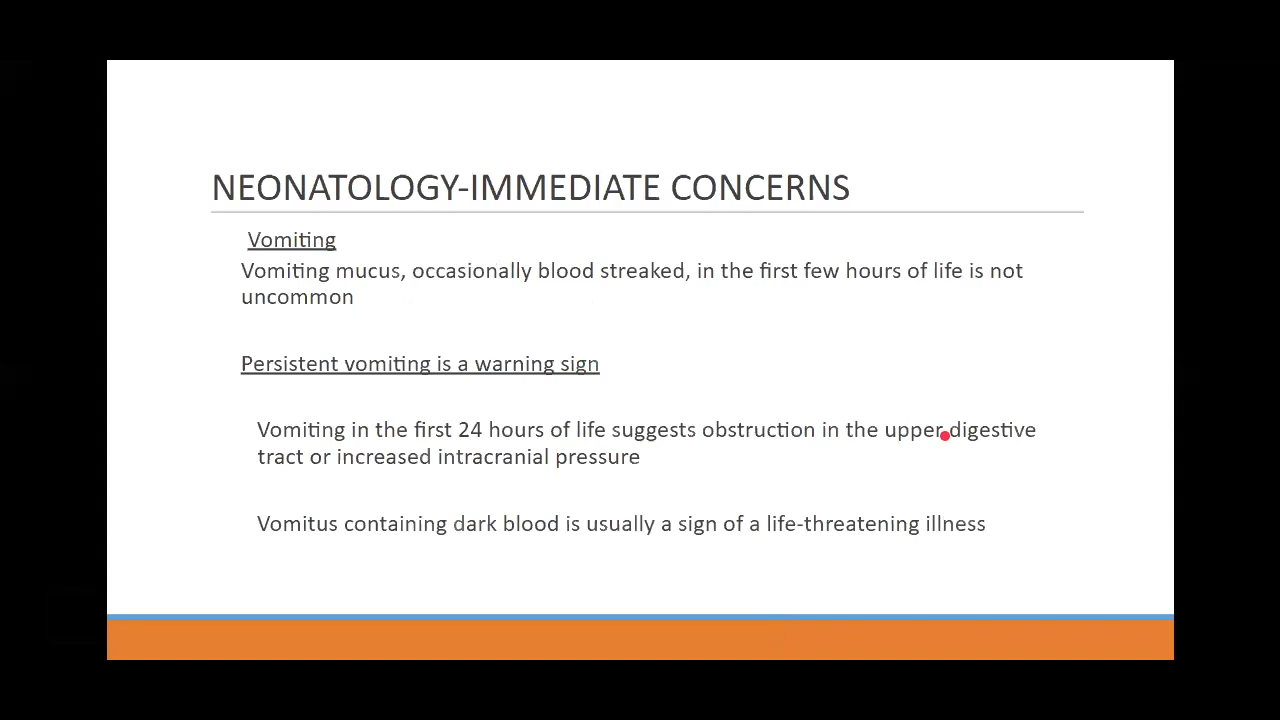 NEONATOLOGY-IMMEDIATE CONCERNS
Vomiting
Vomiting mucus, occasionally blood streaked, in the first few hours of life is not
uncommon
Persistent vomiting is a warning sign
Vomiting in the first 24 hours of life suggests obstruction in the upper digestive
tract or increased intracranial pressure
Vomitus containing dark blood is usually a sign of a life-threatening illness